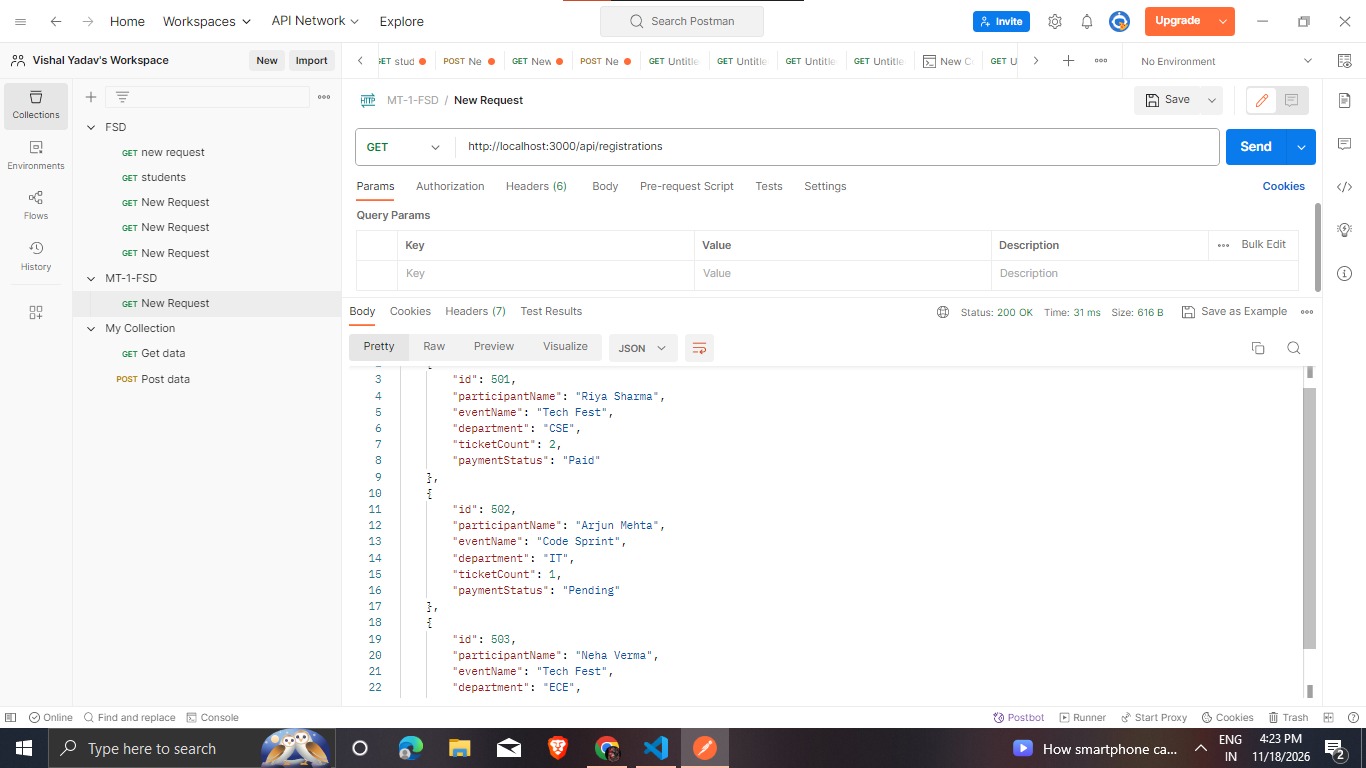 Home Workspaces API Network Explore Search Postman Invite Upgrade
Vishal Yadav's Workspace New Import GET stud POST Ne GET New POST Ne GET Untitle GET Untitle GET Untitle GET Untitle New C GET U No Environment
Collections
Environments
Flows
History
FSD
GET new request
GET students
GET New Request
GET New Request
GET New Request
MT-1-FSD
GET New Request
My Collection
GET Get data
POST Post data
HTTP MT-1-FSD / New Request Save
GET http://localhost:3000/api/registrations Send
Params Authorization Headers (6) Body Pre-request Script Tests Settings Cookies
Query Params
Key Value Description Bulk Edit
Key Value Description
Body Cookies Headers (7) Test Results Status: 200 OK Time: 31 ms Size: 616 B Save as Example
Pretty Raw Preview Visualize JSON
3 "id": 501,
4 "participantName": "Riya Sharma",
5 "eventName": "Tech Fest",
6 "department": "CSE",
7 "ticketCount": 2,
8 "paymentStatus": "Paid"
9 },
10 {
11 "id": 502,
12 "participantName": "Arjun Mehta",
13 "eventName": "Code Sprint",
14 "department": "IT",
15 "ticketCount": 1,
16 "paymentStatus": "Pending"
17 },
18 {
19 "id": 503,
20 "participantName": "Neha Verma",
21 "eventName": "Tech Fest",
22 "department": "ECE",
Online Find and replace Console Postbot Runner Start Proxy Cookies Trash
Type here to search How smartphone ca... ENG IN 4:23 PM 11/18/2026 2